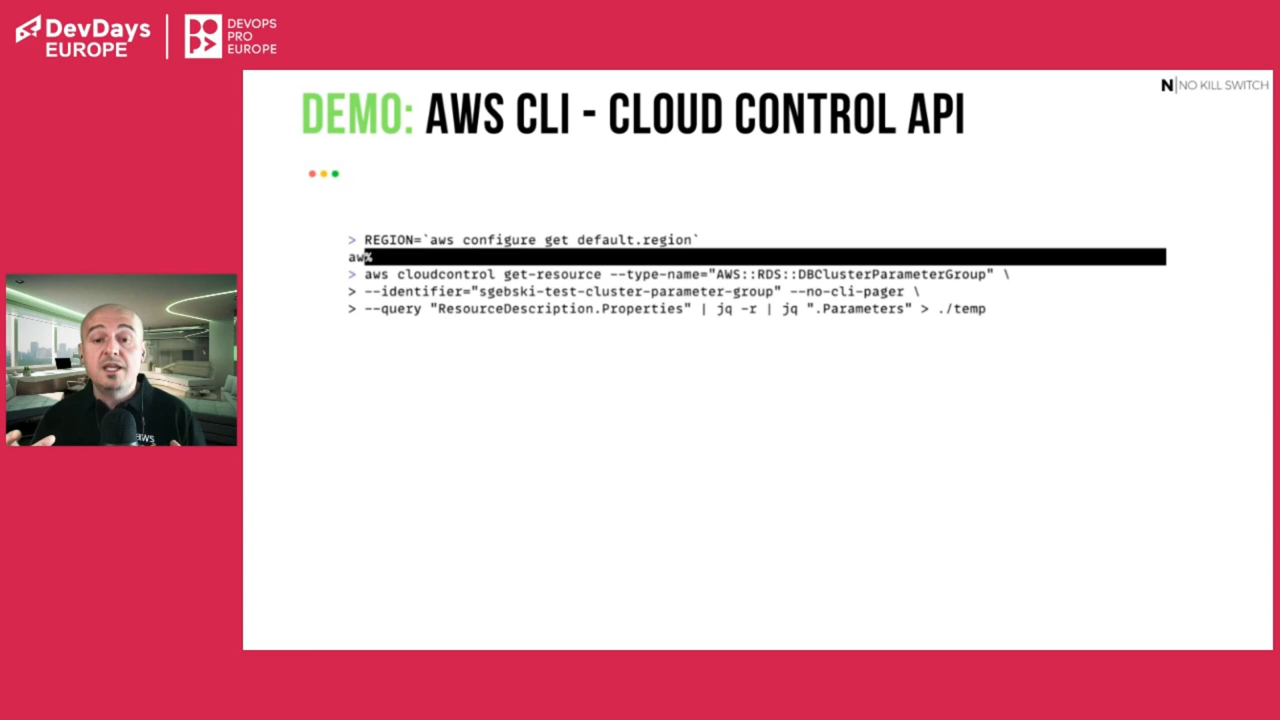 DevDays
EUROPE
DEVOPS
PRO
EUROPE
N|NO KILL SWITCH
DEMO: AWS CLI - CLOUD CONTROL API
> REGION=`aws configure get default.region`
aw%
> aws cloudcontrol get-resource --type-name="AWS::RDS::DBClusterParameterGroup" \
> --identifier="sgebski-test-cluster-parameter-group" --no-cli-pager \
> --query "ResourceDescription.Properties" | jq -r | jq ".Parameters" > ./temp
aws